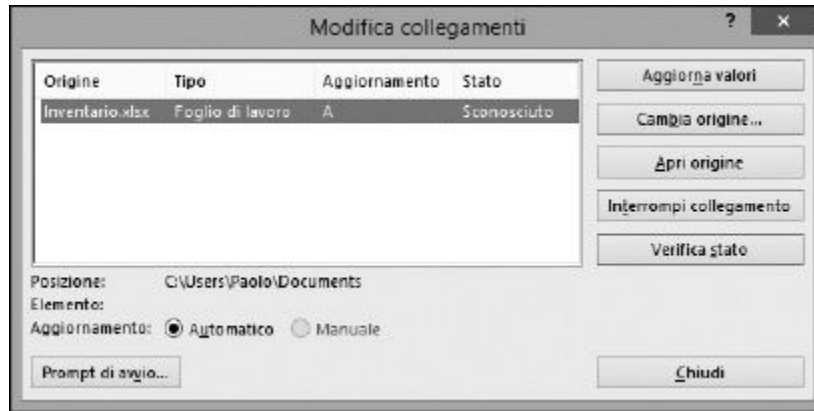 Modifica collegamenti
? ×
Origine Tipo Aggiornamento Stato
Inventario.xlsx Foglio di lavoro A Sconosciuto
Aggiorna valori
Cambia origine...
Apri origine
Interrompi collegamento
Verifica stato
Posizione: C:\Users\Paolo\Documents
Elemento:
Aggiornamento: Automatico Manuale
Prompt di avvio...
Chiudi